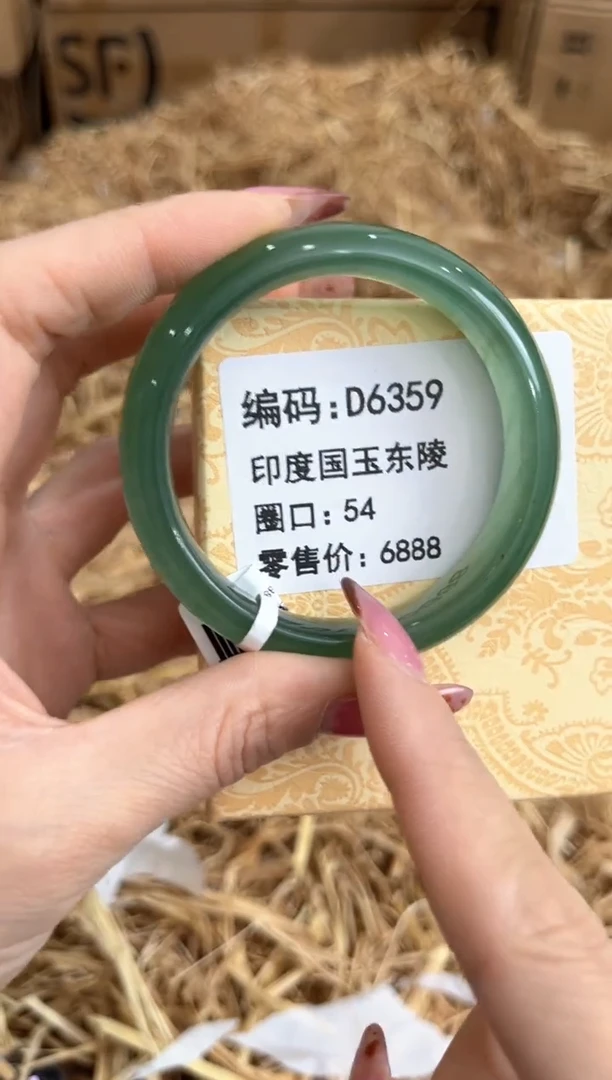 SF)
编码:D6359
印度国玉东陵
圈口: 54
零售价: 6888